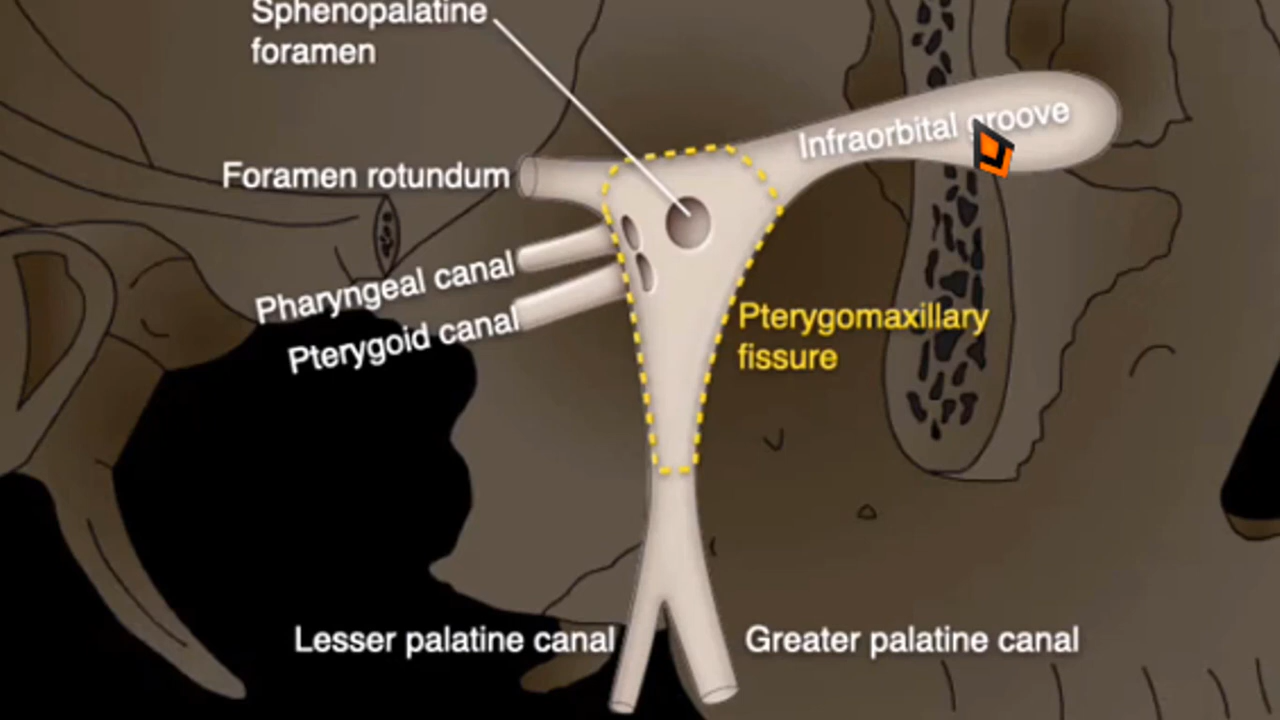 Sphenopalatine
foramen
Infraorbital groove
Foramen rotundum
Pharyngeal canal
Pterygoid canal
Pterygomaxillary
fissure
Lesser palatine canal
Greater palatine canal